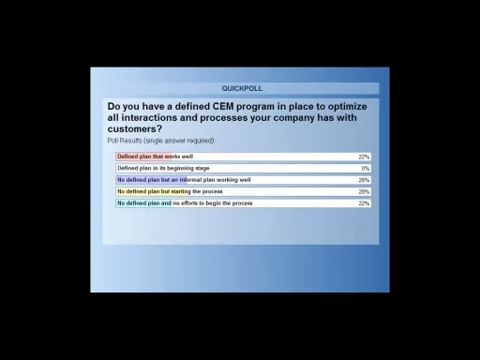 QUICKPOLL
Do you have a defined CEM program in place to optimize
all interactions and processes your company has with
customers?
Poll Results (single answer required):
Defined plan that works well 22%
Defined plan in its beginning stage 0%
No defined plan but an informal plan working well 28%
No defined plan but starting the process 28%
No defined plan and no efforts to begin the process 22%